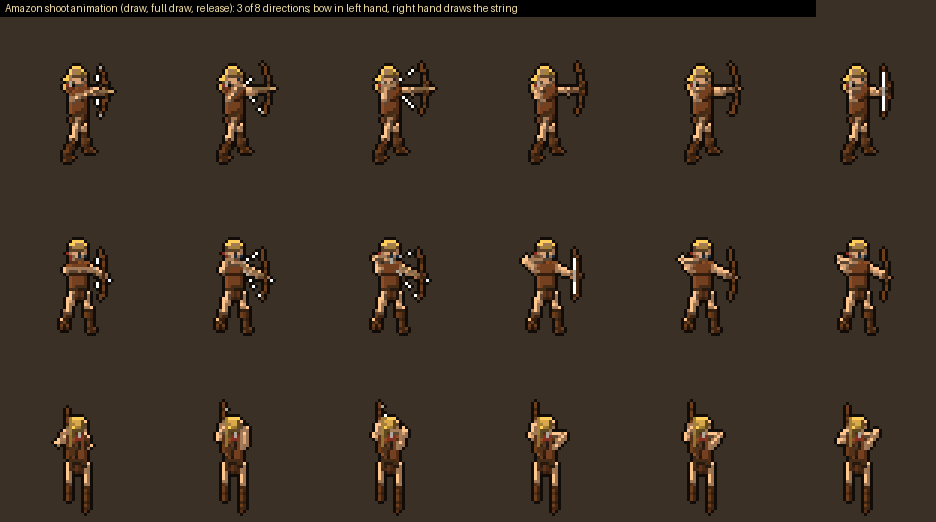 Amazon shoot animation (draw, full draw, release): 3 of 8 directions; bow in left hand, right hand draws the string